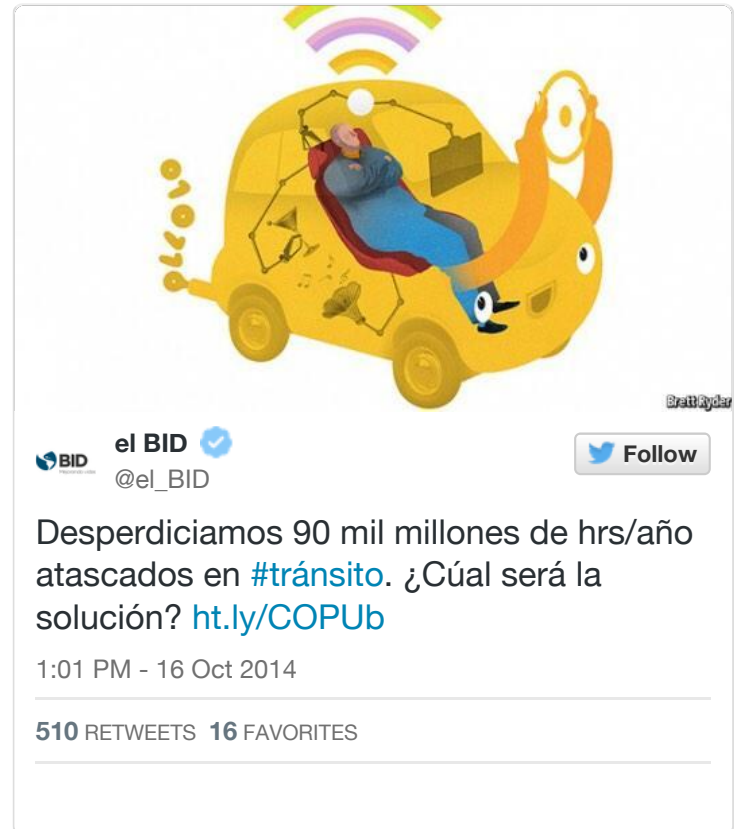 Brett Ryder
el BID
BID
@el_BID
Follow
Desperdiciamos 90 mil millones de hrs/año
atascados en #tránsito. ¿Cúal será la
solución? ht.ly/COPUb
1:01 PM - 16 Oct 2014
510 RETWEETS 16 FAVORITES